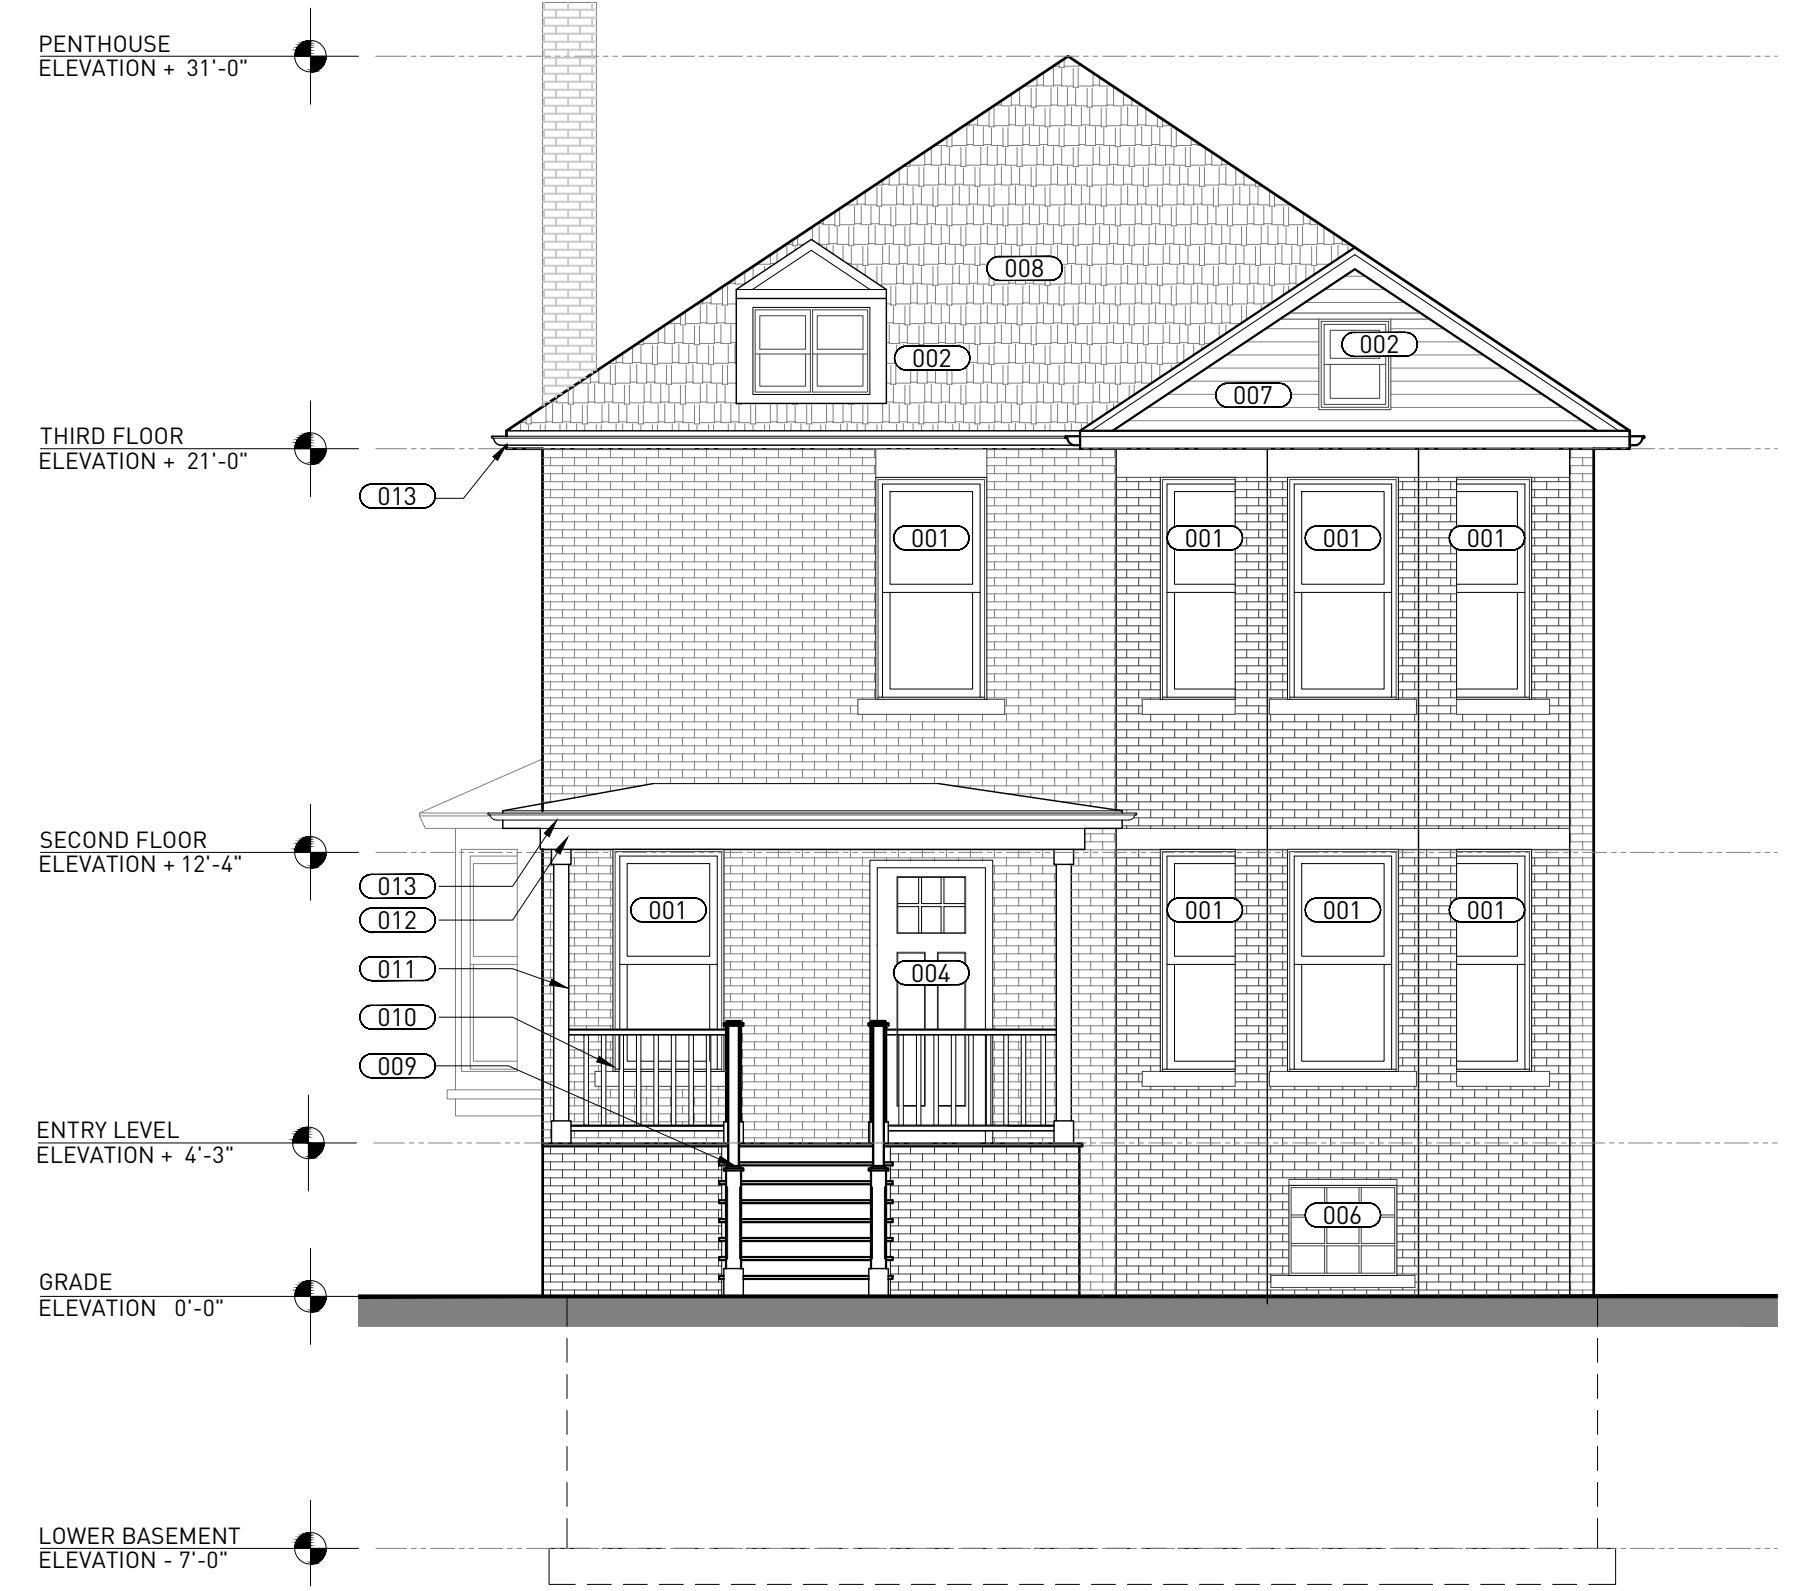 PENTHOUSE
ELEVATION + 31'-0"
008
002
002
007
THIRD FLOOR
ELEVATION + 21'-0"
013
001
001
001
001
SECOND FLOOR
ELEVATION + 12'-4"
013
012
001
001
001
001
011
004
010
009
ENTRY LEVEL
ELEVATION + 4'-3"
006
GRADE
ELEVATION 0'-0"
LOWER BASEMENT
ELEVATION - 7'-0"